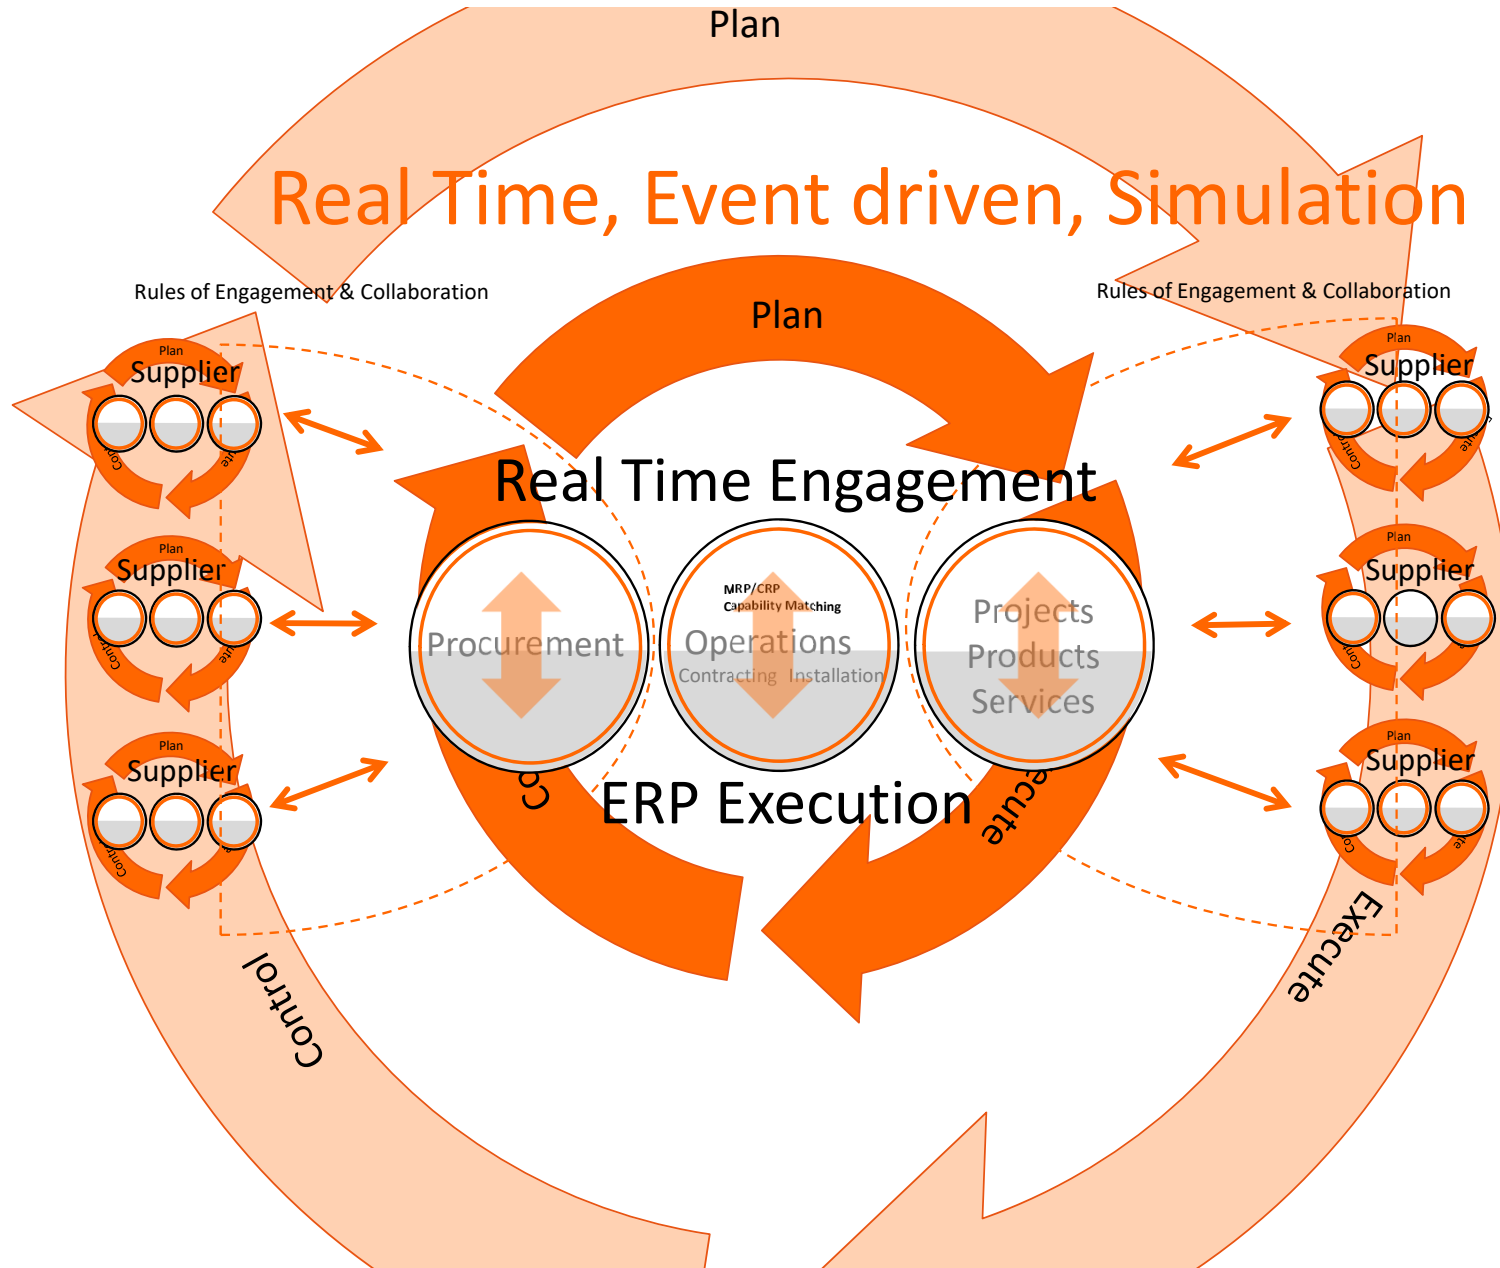 Plan
Real Time, Event driven, Simulation
Rules of Engagement & Collaboration
Rules of Engagement & Collaboration
Plan
Plan
Supplier
Plan
Supplier
Real Time Engagement
Plan
Supplier
Plan
Supplier
MRP/CRP
Capability Matching
Procurement
Operations
Contracting Installation
Projects
Products
Services
Plan
Supplier
Plan
Supplier
ERP Execution
Execute
Control